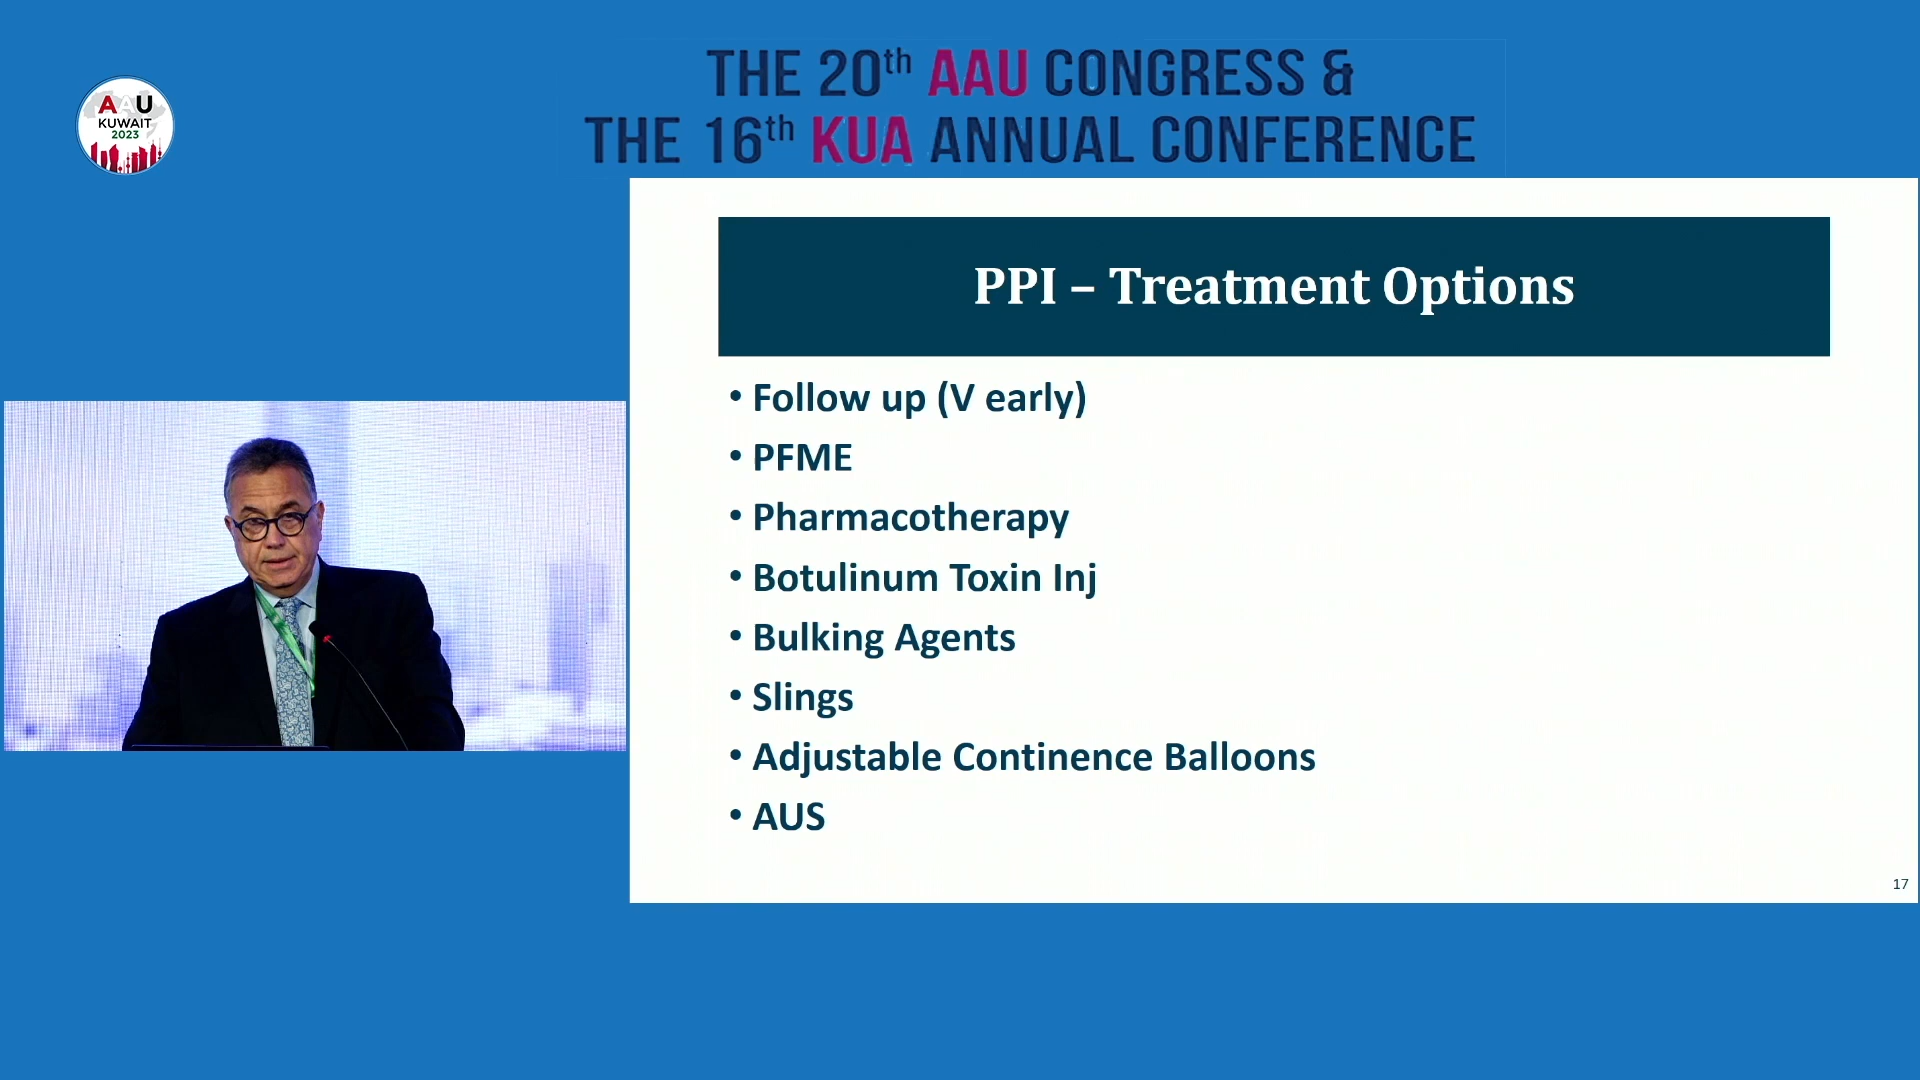 THE 20th AAU CONGRESS &
THE 16th KUA ANNUAL CONFERENCE
AAU
KUWAIT
2023
PPI – Treatment Options
• Follow up (V early)
• PFME
• Pharmacotherapy
• Botulinum Toxin Inj
• Bulking Agents
• Slings
• Adjustable Continence Balloons
• AUS
17